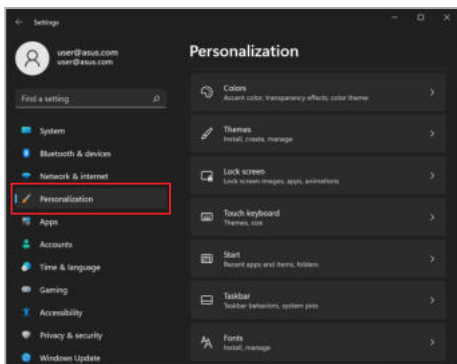 Settings
user@asus.com
user@asus.com
Find a setting
System
Bluetooth & devices
Network & internet
Personalization
Apps
Accounts
Time & language
Gaming
Accessibility
Privacy & security
Windows Update
Personalization
Colors
Accent color, transparency effects, color theme
Themes
Install, create, manage
Lock screen
Lock screen images, apps, animations
Touch keyboard
Themes, size
Start
Recent apps and items, folders
Taskbar
Taskbar behaviors, system pins
Fonts
Install, manage